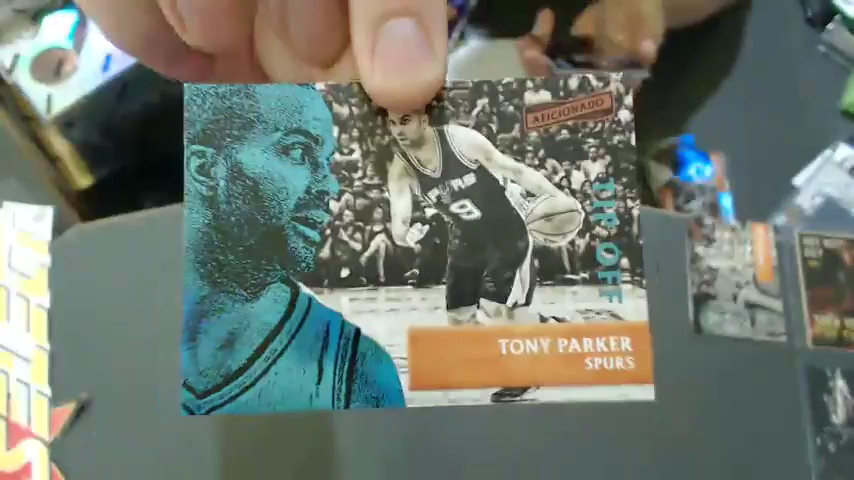 AFICIONADO
SPURS
9
TIP-OFF
TONY PARKER
SPURS